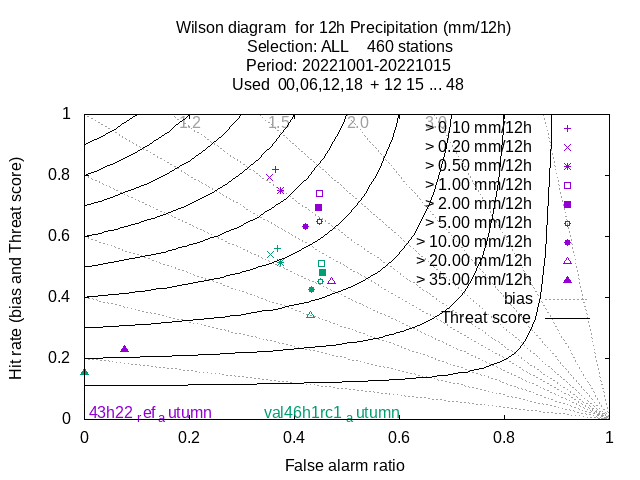 Wilson diagram  for 12h Precipitation (mm/12h)
Selection: ALL    460 stations
Period: 20221001-20221015
Used  00,06,12,18  + 12 15 ... 48
1.2 1.5 2.0 3.0
> 0.10 mm/12h
> 0.20 mm/12h
> 0.50 mm/12h
> 1.00 mm/12h
> 2.00 mm/12h
> 5.00 mm/12h
> 10.00 mm/12h
> 20.00 mm/12h
> 35.00 mm/12h
bias
Threat score
Hit rate (bias and Threat score)
1
0.8
0.6
0.4
0.2
0
43h22ref autumn val46h1rc1autumn
0 0.2 0.4 0.6 0.8 1
False alarm ratio